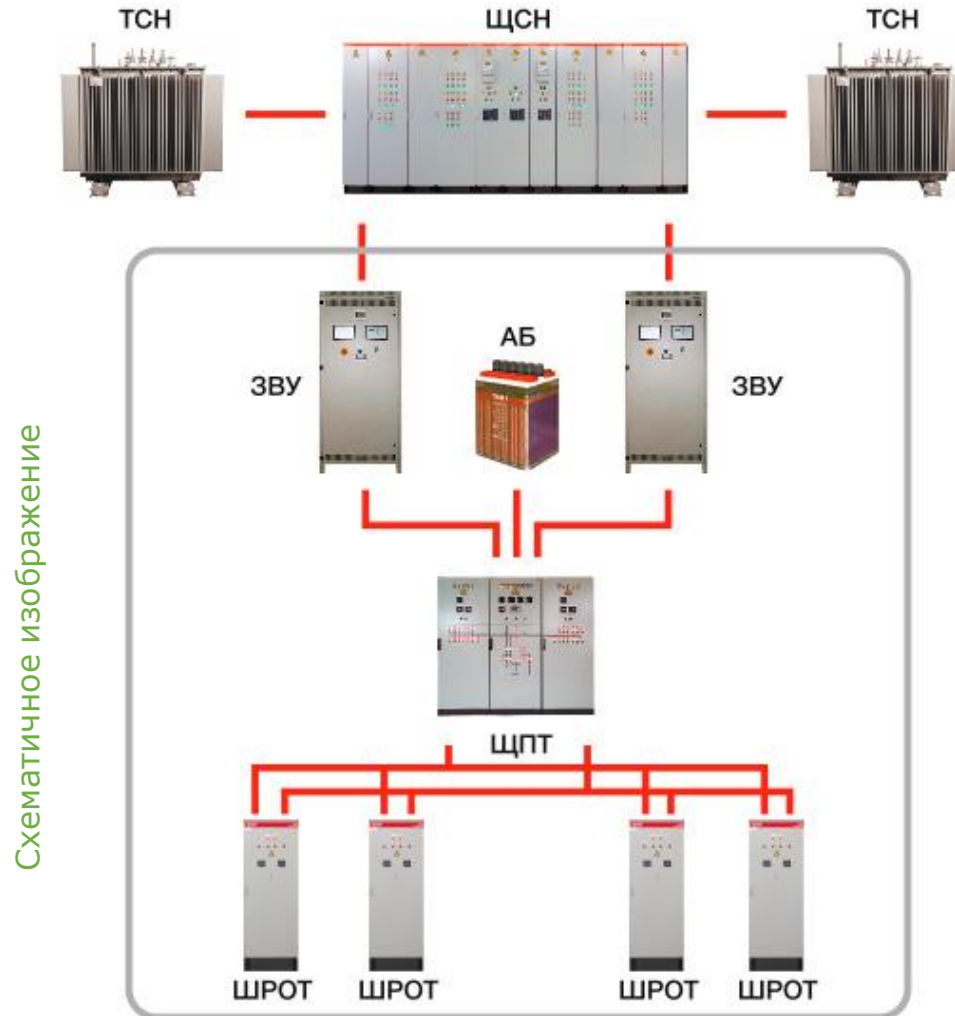 ТСН
ЩСН
ТСН
АБ
ЗВУ
ЗВУ
Схематичное изображение
ЩПТ
ШРОТ
ШРОТ
ШРОТ
ШРОТ